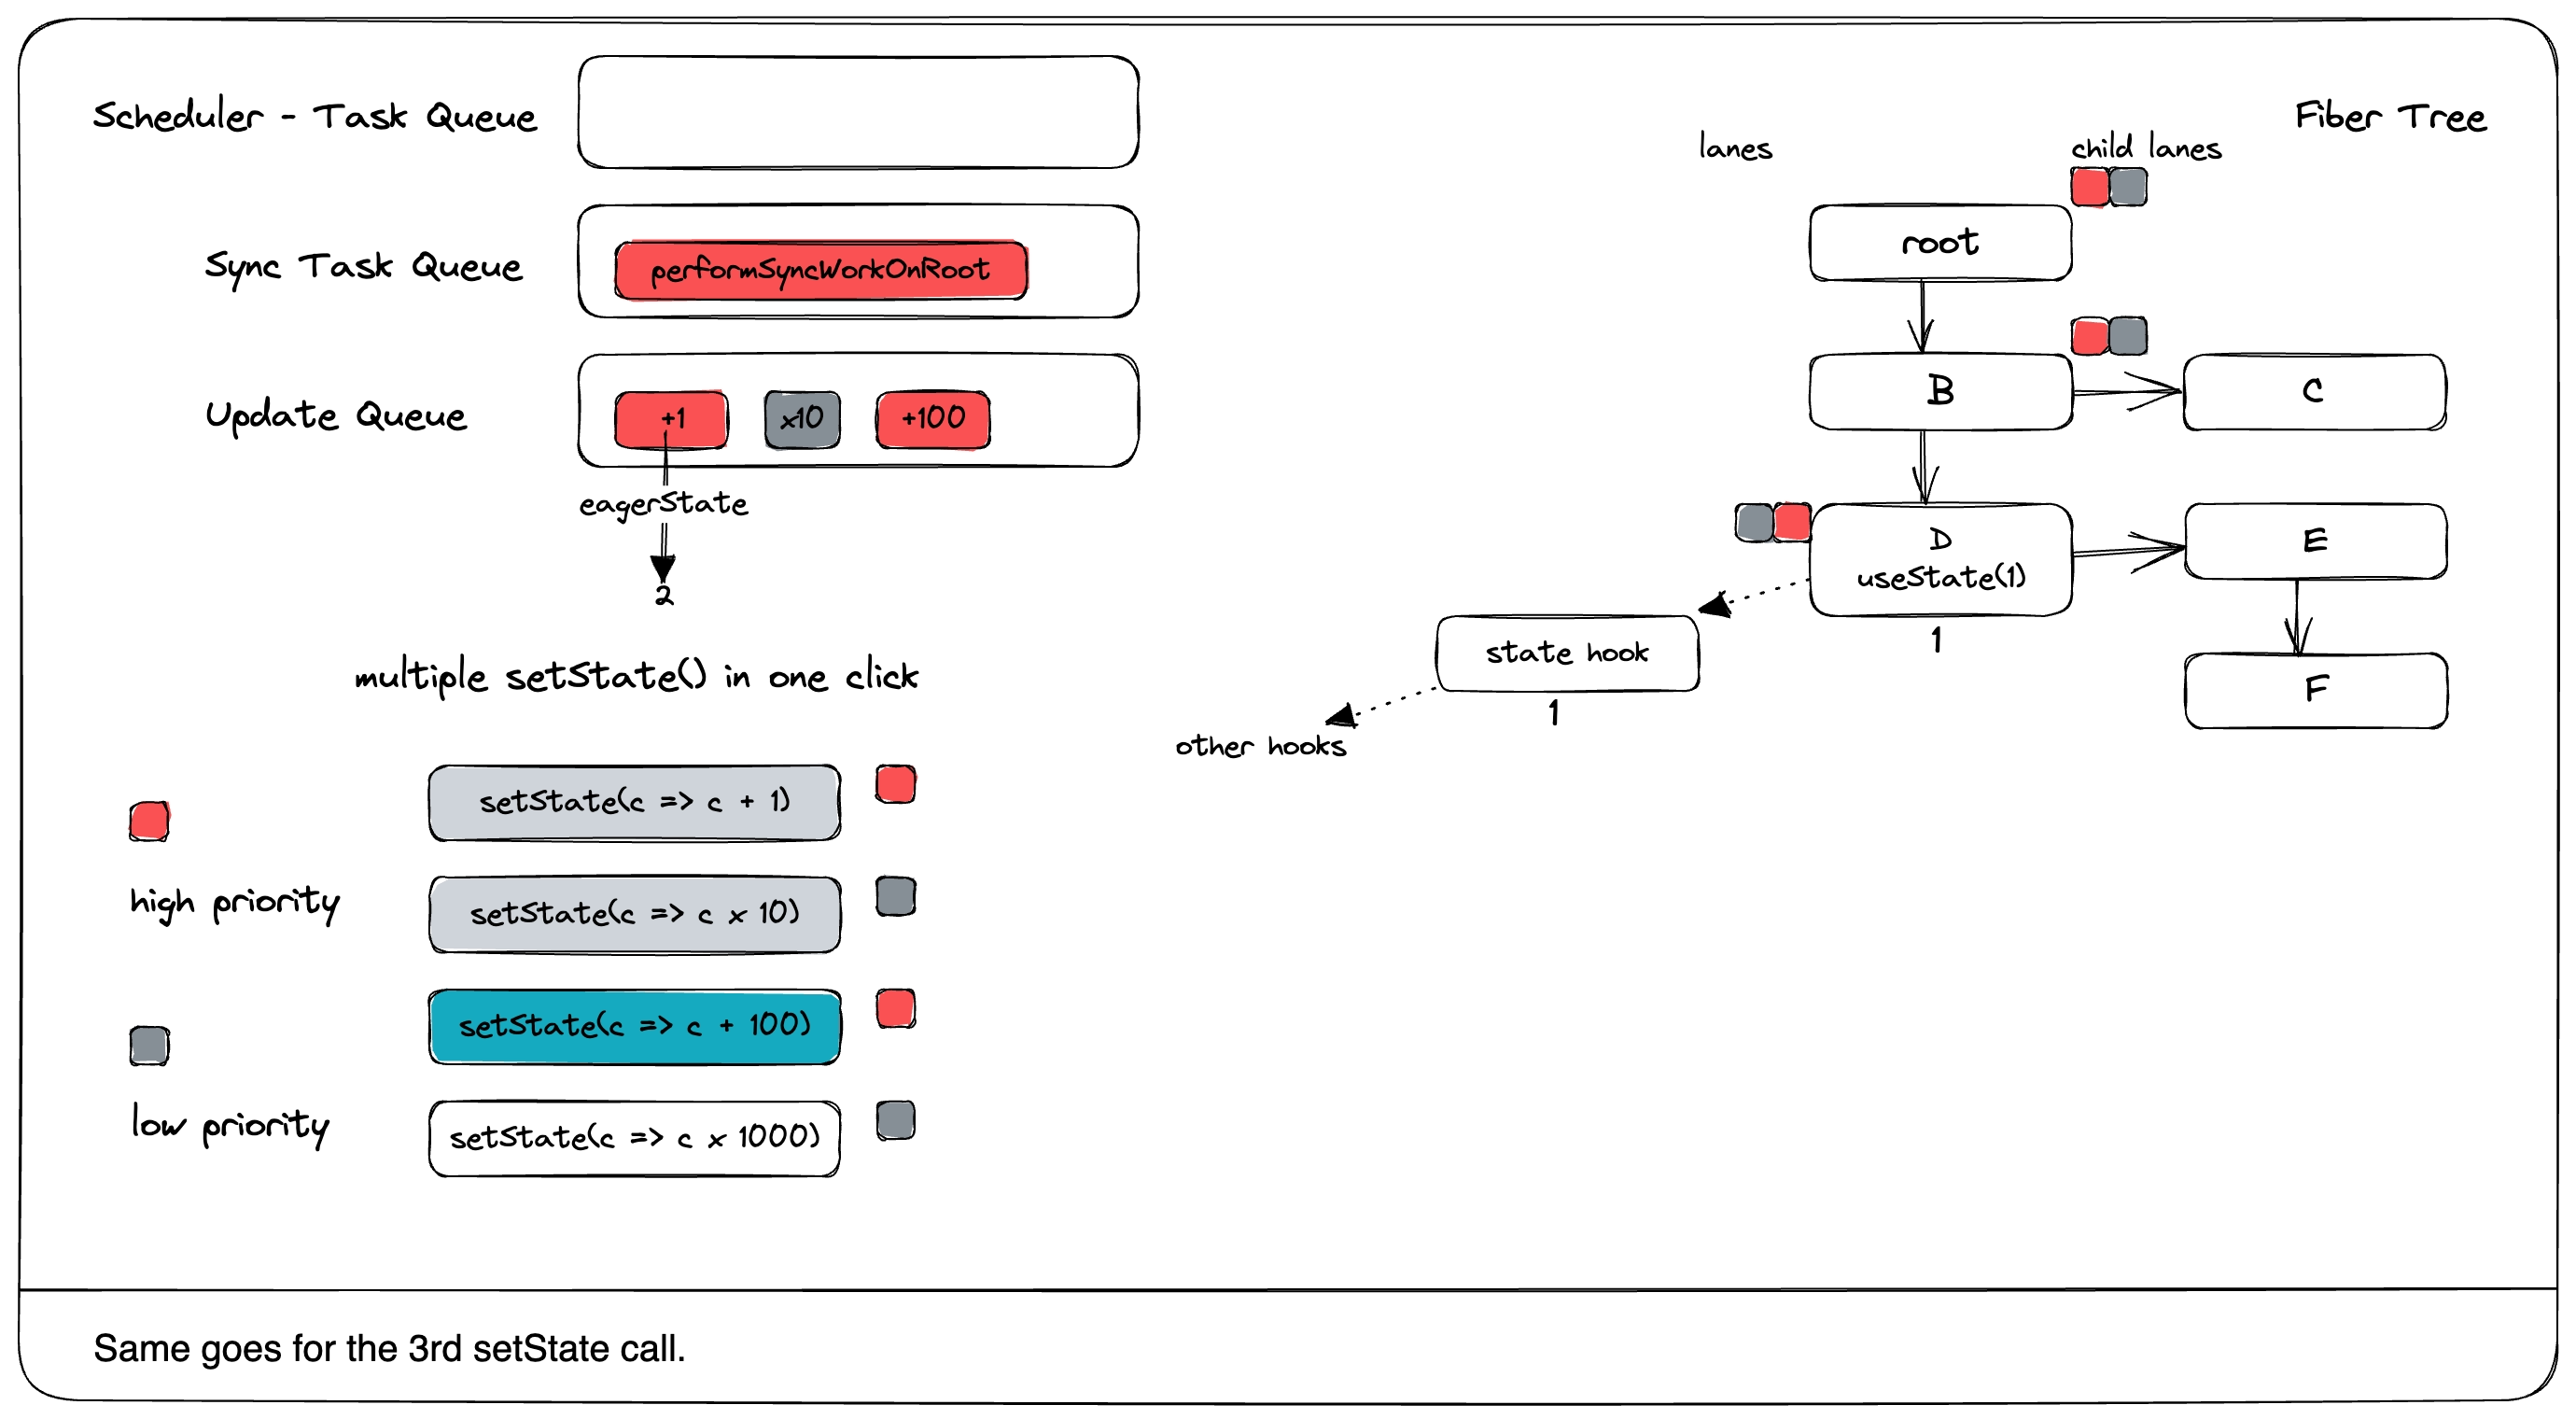 Scheduler - Task Queue
Sync Task Queue
performSyncWorkOnRoot
Update Queue
+1
x10
+100
eagerState
2
multiple setState() in one click
high priority
low priority
setState(c => c + 1)
setState(c => c x 10)
setState(c => c + 100)
setState(c => c x 1000)
Fiber Tree
lanes
child lanes
root
B
C
D
useState(1)
1
E
F
state hook
1
other hooks
Same goes for the 3rd setState call.